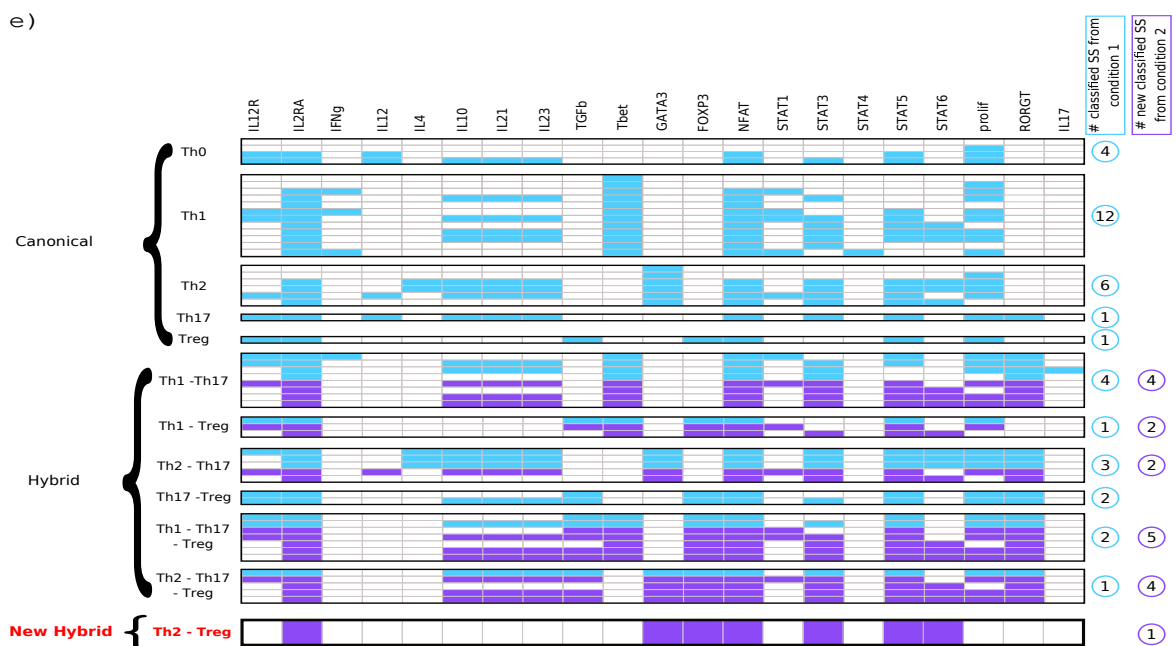 e)
IL12R
IL2RA
IFNg
IL12
IL4
IL10
IL21
IL23
TGFb
Tbet
GATA3
FOXP3
NFAT
STAT1
STAT3
STAT4
STAT5
STAT6
prolif
RORGT
IL17
# classified SS from
condition 1
# new classified SS
from condition 2
Canonical
Th0
4
Th1
12
Th2
6
Th17
1
Treg
1
Hybrid
Th1 -Th17
4
4
Th1 - Treg
1
2
Th2 - Th17
3
2
Th17 -Treg
2
Th1 - Th17
- Treg
2
5
Th2 - Th17
- Treg
1
4
New Hybrid
Th2 - Treg
1